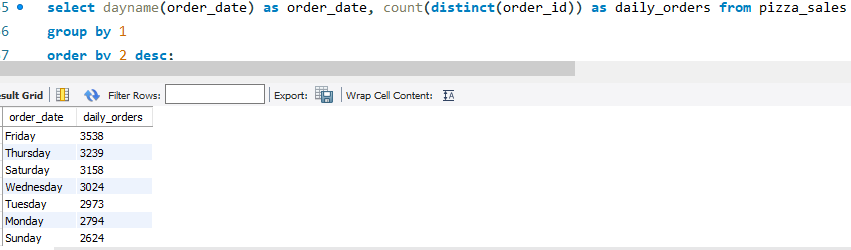 5 select dayname(order_date) as order_date, count(distinct(order_id)) as daily_orders from pizza_sales
6 group by 1
7 order by 2 desc;
esult Grid Filter Rows: Export: Wrap Cell Content:
order_date daily_orders
Friday 3538
Thursday 3239
Saturday 3158
Wednesday 3024
Tuesday 2973
Monday 2794
Sunday 2624